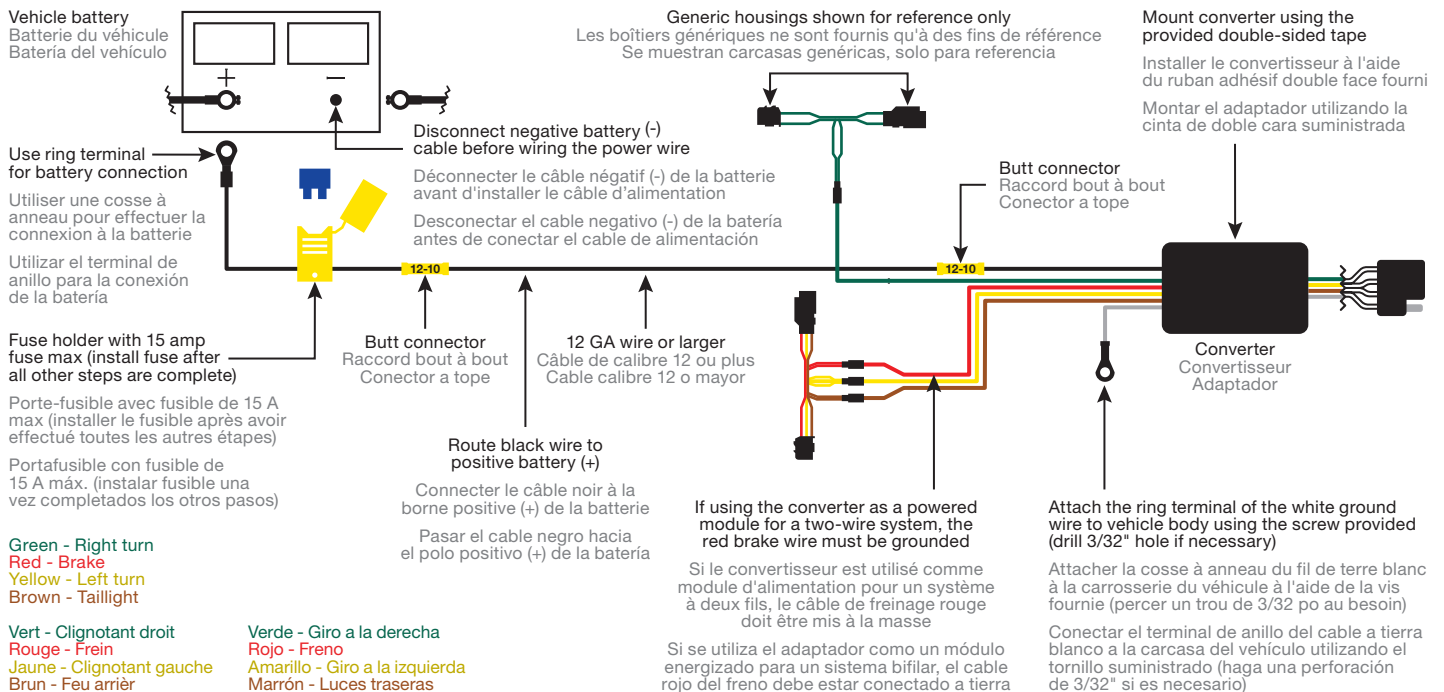 Vehicle battery
Batterie du véhicule
Batería del vehículo
+
−
Use ring terminal
for battery connection
Utiliser une cosse à
anneau pour effectuer la
connexion à la batterie
Utilizar el terminal de
anillo para la conexión
de la batería
Disconnect negative battery (-)
cable before wiring the power wire
Déconnecter le câble négatif (-) de la batterie
avant d'installer le câble d'alimentation
Desconectar el cable negativo (-) de la batería
antes de conectar el cable de alimentación
Generic housings shown for reference only
Les boîtiers génériques ne sont fournis qu'à des fins de référence
Se muestran carcasas genéricas, solo para referencia
Mount converter using the
provided double-sided tape
Installer le convertisseur à l'aide
du ruban adhésif double face fourni
Montar el adaptador utilizando la
cinta de doble cara suministrada
Butt connector
Raccord bout à bout
Conector a tope
12-10
12-10
Fuse holder with 15 amp
fuse max (install fuse after
all other steps are complete)
Porte-fusible avec fusible de 15 A
max (installer le fusible après avoir
effectué toutes les autres étapes)
Portafusible con fusible de
15 A máx. (instalar fusible una
vez completados los otros pasos)
Butt connector
Raccord bout à bout
Conector a tope
12 GA wire or larger
Câble de calibre 12 ou plus
Cable calibre 12 o mayor
Route black wire to
positive battery (+)
Connecter le câble noir à la
borne positive (+) de la batterie
Pasar el cable negro hacia
el polo positivo (+) de la batería
Converter
Convertisseur
Adaptador
If using the converter as a powered
module for a two-wire system, the
red brake wire must be grounded
Si le convertisseur est utilisé comme
module d'alimentation pour un système
à deux fils, le câble de freinage rouge
doit être mis à la masse
Si se utiliza el adaptador como un módulo
energizado para un sistema bifilar, el cable
rojo del freno debe estar conectado a tierra
Attach the ring terminal of the white ground
wire to vehicle body using the screw provided
(drill 3/32" hole if necessary)
Attacher la cosse à anneau du fil de terre blanc
à la carrosserie du véhicule à l'aide de la vis
fournie (percer un trou de 3/32 po au besoin)
Conectar el terminal de anillo del cable a tierra
blanco a la carcasa del vehículo utilizando el
tornillo suministrado (haga una perforación
de 3/32" si es necesario)
Green - Right turn
Red - Brake
Yellow - Left turn
Brown - Taillight
Vert - Clignotant droit
Rouge - Frein
Jaune - Clignotant gauche
Brun - Feu arrièr
Verde - Giro a la derecha
Rojo - Freno
Amarillo - Giro a la izquierda
Marrón - Luces traseras